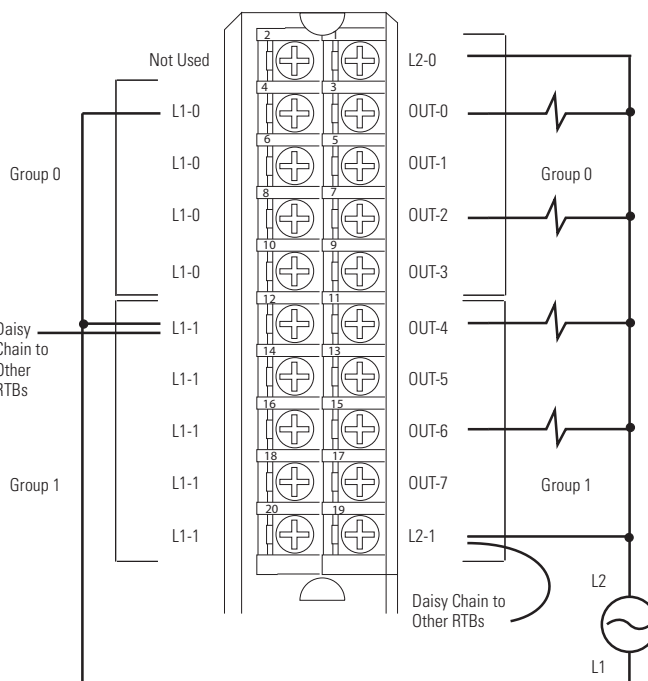 2 1
Not Used L2-0
4 3
L1-0 OUT-0
6 5
L1-0 OUT-1
Group 0 Group 0
8 7
L1-0 OUT-2
10 9
L1-0 OUT-3
12 11
L1-1 OUT-4
Daisy
Chain to
Other
RTBs
14 13
L1-1 OUT-5
16 15
L1-1 OUT-6
18 17
L1-1 OUT-7
Group 1 Group 1
20 19
L1-1 L2-1
L2
Daisy Chain to
Other RTBs
L1